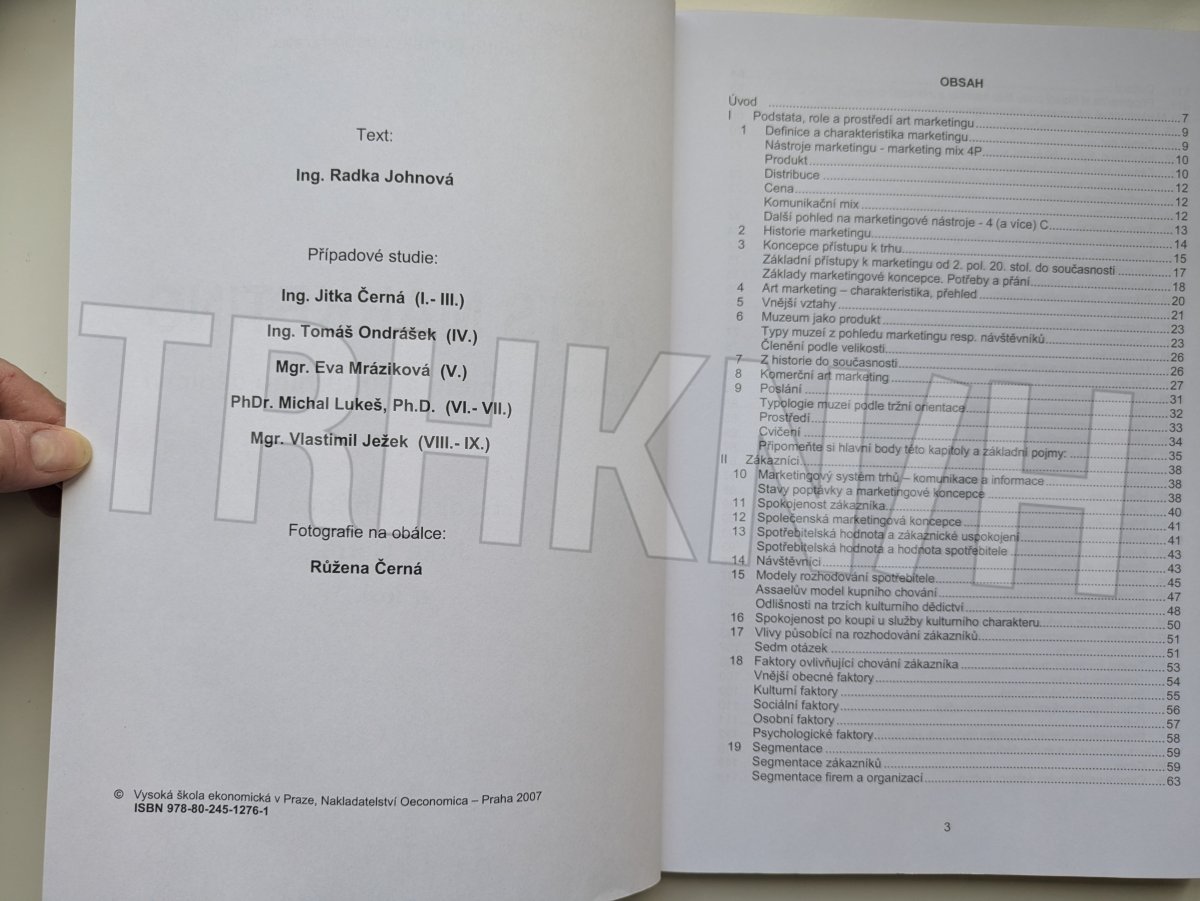 Text:
Ing. Radka Johnová
Případové studie:
Ing. Jitka Černá (I.- III.)
Ing. Tomáš Ondrášek (IV.)
Mgr. Eva Mráziková (V.)
PhDr. Michal Lukeš, Ph.D. (VI.- VII.)
Mgr. Vlastimil Ježek (VIII.- IX.)
Fotografie na obálce:
Růžena Černá
© Vysoká škola ekonomická v Praze, Nakladatelství Oeconomica – Praha 2007
ISBN 978-80-245-1276-1
OBSAH
Úvod 7
I Podstata, role a prostředí art marketingu 9
1 Definice a charakteristika marketingu 9
Nástroje marketingu - marketing mix 4P 10
Produkt 10
Distribuce 12
Cena 12
Komunikační mix 12
Další pohled na marketingové nástroje - 4 (a více) C 13
2 Historie marketingu 14
3 Koncepce přístupu k trhu 15
Základní přístupy k marketingu od 2. pol. 20. stol. do současnosti 17
Základy marketingové koncepce. Potřeby a přání 18
4 Art marketing – charakteristika, přehled 20
5 Vnější vztahy 21
6 Muzeum jako produkt 23
Typy muzeí z pohledu marketingu resp. návštěvníků 23
Členění podle velikosti 26
7 Z historie do současnosti 26
8 Komerční art marketing 27
9 Poslání 31
Typologie muzeí podle tržní orientace 32
Prostředí 33
Cvičení 34
Připomeňte si hlavní body této kapitoly a základní pojmy: 35
II Zákazníci 38
10 Marketingový systém trhů – komunikace a informace 38
Stavy poptávky a marketingové koncepce 38
11 Spokojenost zákazníka 40
12 Společenská marketingová koncepce 41
13 Spotřebitelská hodnota a zákaznické uspokojení 41
Spotřebitelská hodnota a hodnota spotřebitele 43
14 Návštěvníci 43
15 Modely rozhodování spotřebitele 45
Assaelův model kupního chování 47
Odlišnosti na trzích kulturního dědictví 48
16 Spokojenost po koupi u služby kulturního charakteru 50
17 Vlivy působící na rozhodování zákazníků 51
Sedm otázek 51
18 Faktory ovlivňující chování zákazníka 53
Vnější obecné faktory 54
Kulturní faktory 55
Sociální faktory 56
Osobní faktory 57
Psychologické faktory 58
19 Segmentace 59
Segmentace zákazníků 59
Segmentace firem a organizací 63
3
TRHKNIH